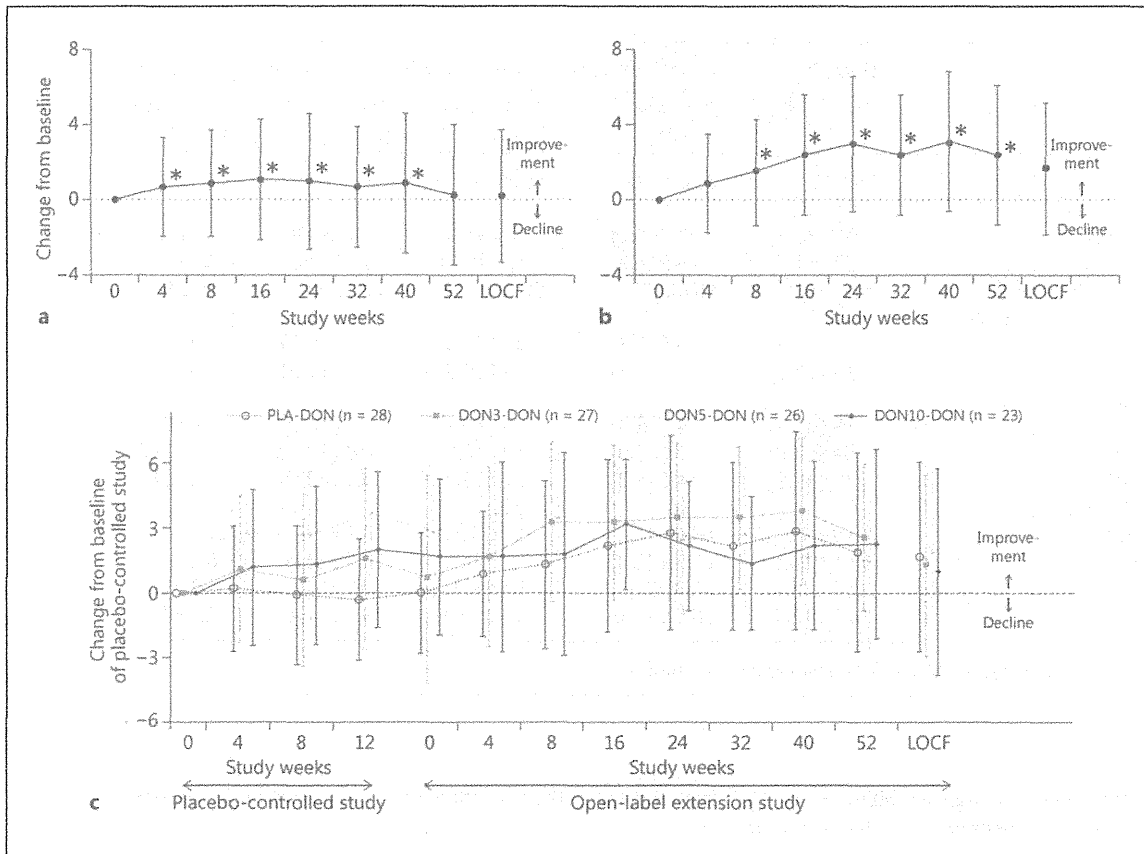 8
4
0
−4
Change from baseline
* * * * * *
Improve-
ment
↑
↓
Decline
0 4 8 16 24 32 40 52 LOCF
Study weeks
a
8
4
0
−4
* * * * * *
Improve-
ment
↑
↓
Decline
0 4 8 16 24 32 40 52 LOCF
Study weeks
b
PLA-DON (n = 28) DON3-DON (n = 27) DON5-DON (n = 26) DON10-DON (n = 23)
6
3
0
−3
−6
Change from baseline
of placebo-controlled study
Improve-
ment
↑
↓
Decline
0 4 8 12 0 4 8 16 24 32 40 52 LOCF
Study weeks Study weeks
c
Placebo-controlled study Open-label extension study